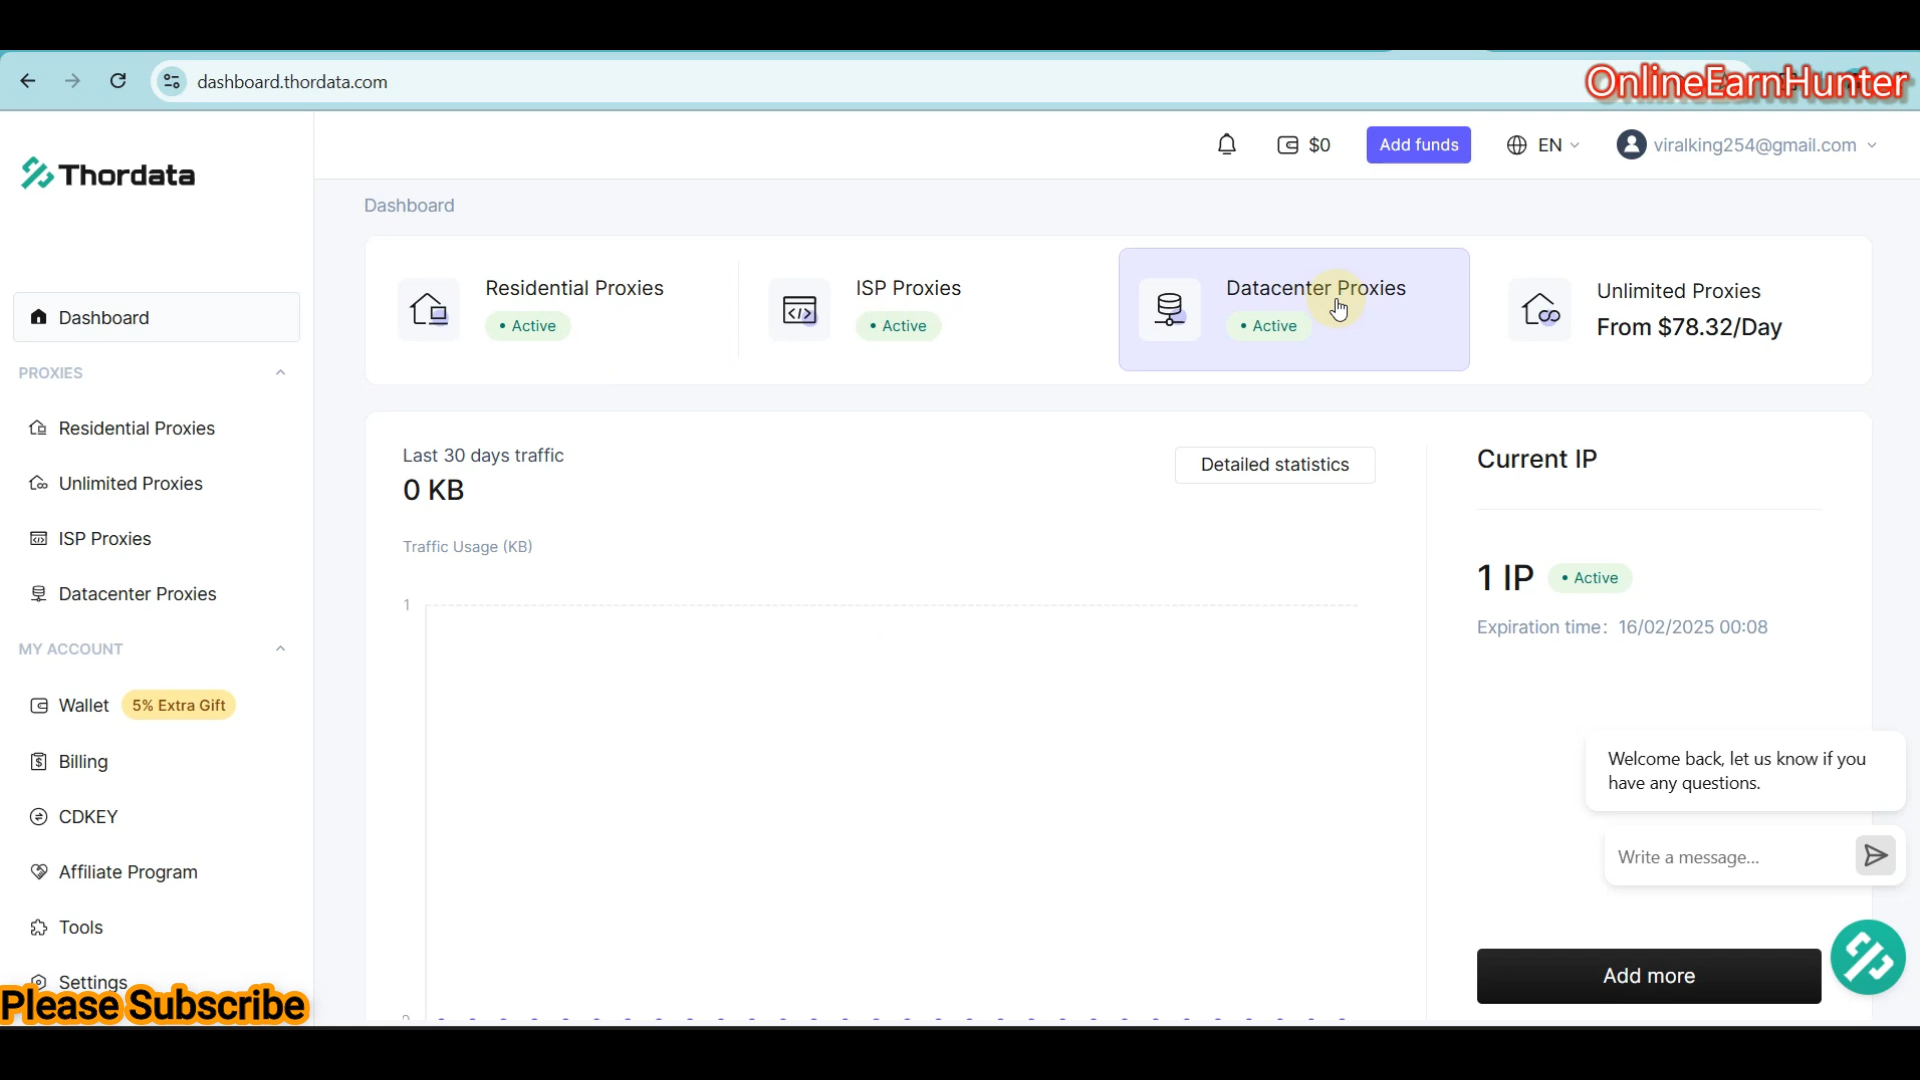 dashboard.thordata.com
OnlineEarnHunter
$0
Add funds
EN
viralking254@gmail.com
Thordata
Dashboard
Residential Proxies
• Active
ISP Proxies
• Active
Datacenter Proxies
• Active
Unlimited Proxies
From $78.32/Day
Dashboard
PROXIES
Residential Proxies
Unlimited Proxies
ISP Proxies
Datacenter Proxies
MY ACCOUNT
Wallet 5% Extra Gift
Billing
CDKEY
Affiliate Program
Tools
Settings
Please Subscribe
Last 30 days traffic
0 KB
Detailed statistics
Traffic Usage (KB)
1
Current IP
1 IP • Active
Expiration time: 16/02/2025 00:08
Welcome back, let us know if you
have any questions.
Write a message...
Add more